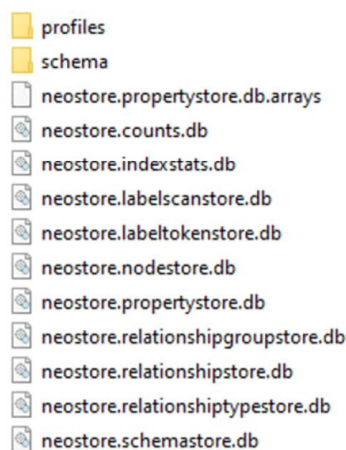 profiles
schema
neostore.propertystore.db.arrays
neostore.counts.db
neostore.indexstats.db
neostore.labelscanstore.db
neostore.labeltokenstore.db
neostore.nodestore.db
neostore.propertystore.db
neostore.relationshipgroupstore.db
neostore.relationshipstore.db
neostore.relationshiptypestore.db
neostore.schemastore.db